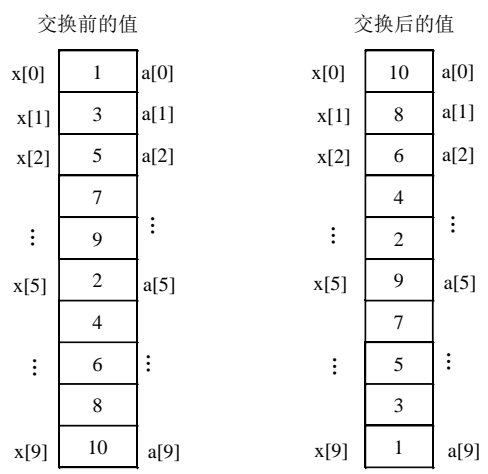 交换前的值 交换后的值
x[0] 1 a[0] x[0] 10 a[0]
x[1] 3 a[1] x[1] 8 a[1]
x[2] 5 a[2] x[2] 6 a[2]
7 4
⋮ 9 ⋮ ⋮ 2 ⋮
x[5] 2 a[5] x[5] 9 a[5]
4 7
⋮ 6 ⋮ ⋮ 5 ⋮
8 3
x[9] 10 a[9] x[9] 1 a[9]